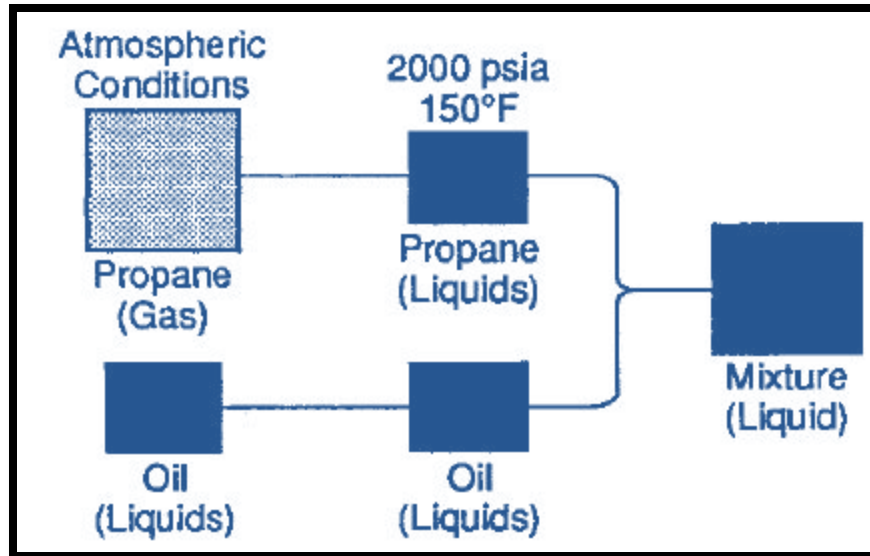 Atmospheric
Conditions
2000 psia
150°F
Propane
(Gas)
Propane
(Liquids)
Mixture
(Liquid)
Oil
(Liquids)
Oil
(Liquids)